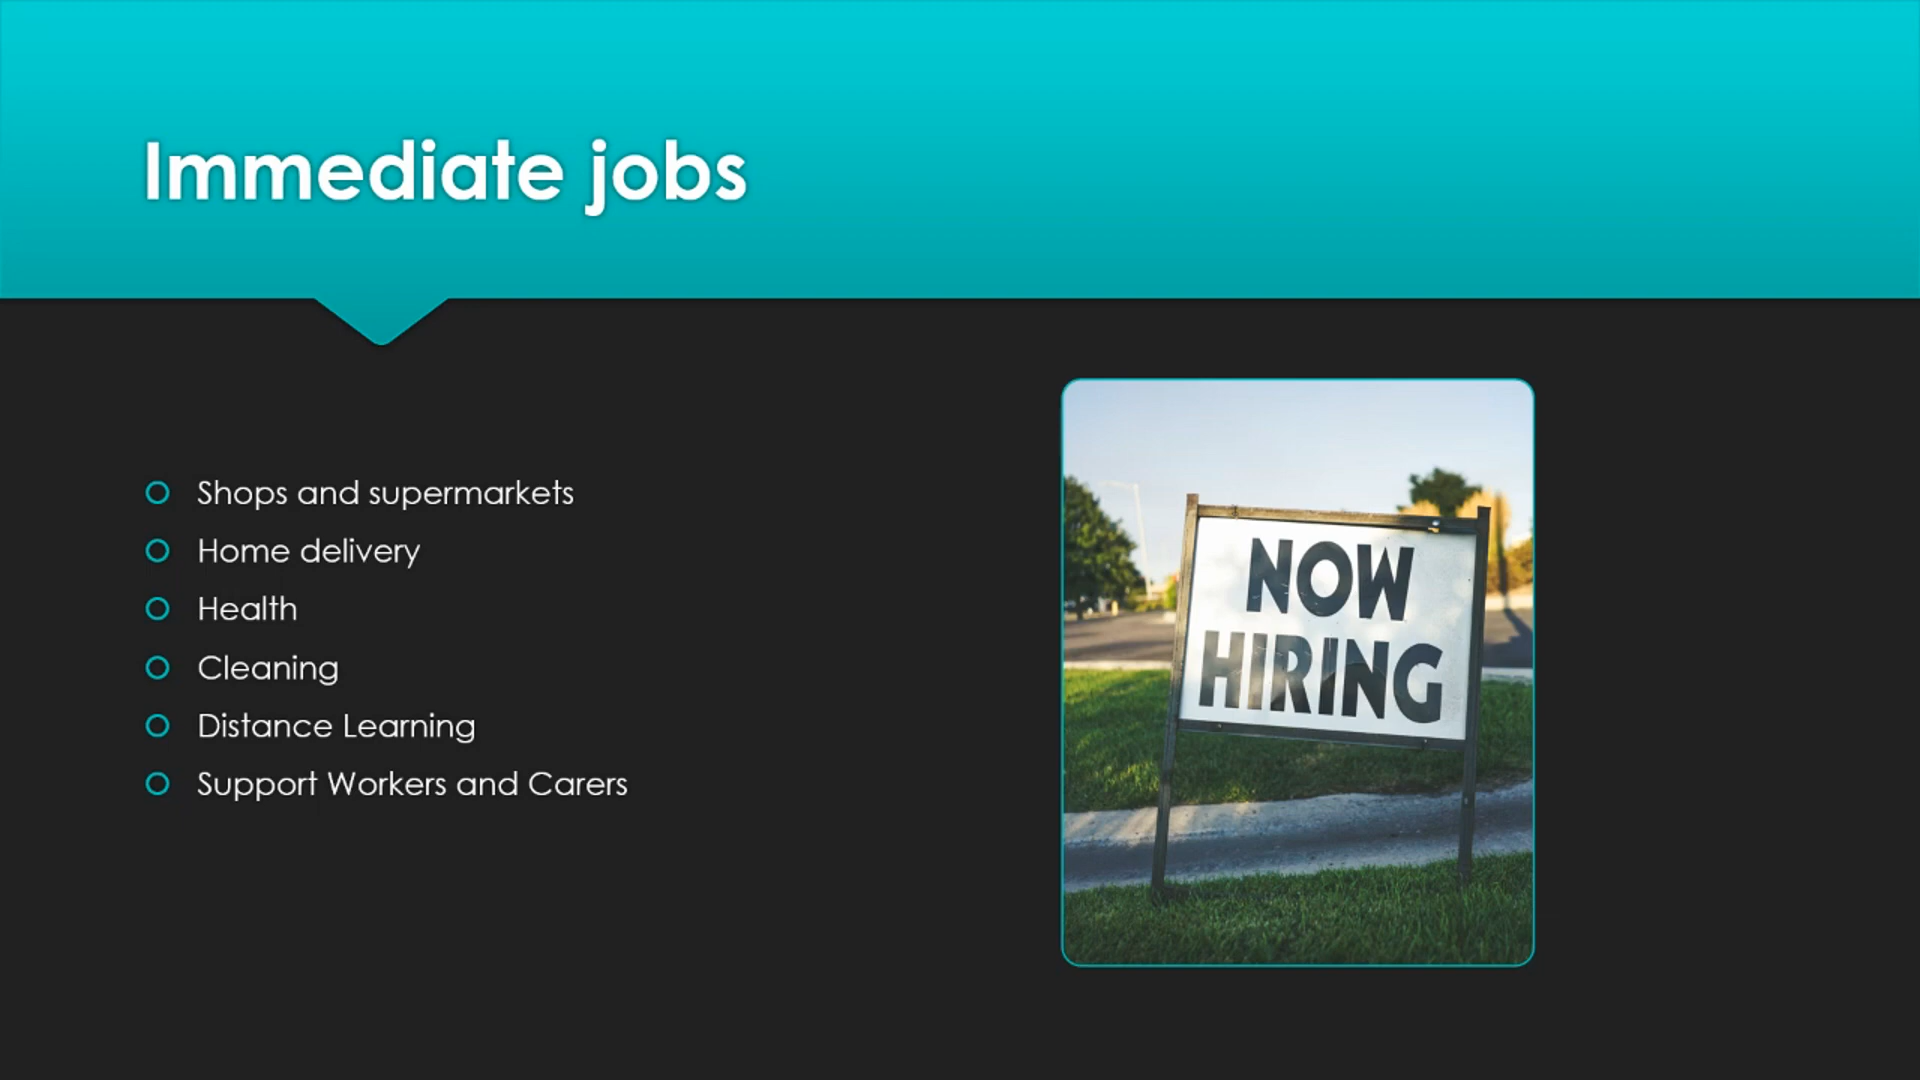 Immediate jobs
Shops and supermarkets
Home delivery
Health
Cleaning
Distance Learning
Support Workers and Carers
NOW
HIRING